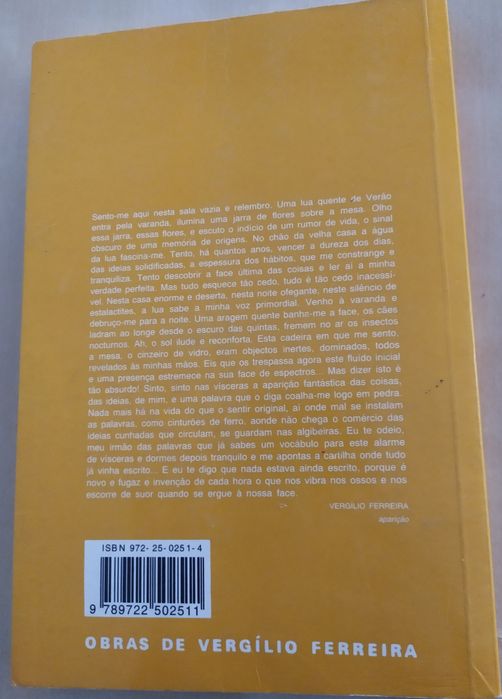 Sento-me aqui nesta sala vazia e relembro. Uma lua quente de Verão
entra pela varanda, ilumina uma jarra de flores sobre a mesa. Olho
essa jarra, essas flores, e escuto o indício de um rumor de vida, o sinal
obscuro de uma memória de origens. No chão da velha casa a água
da lua fascina-me. Tento, há quantos anos, vencer a dureza dos dias,
das ideias solidificadas, a espessura dos hábitos, que me constrange e
tranquiliza. Tento descobrir a face última das coisas e ler aí a minha
verdade perfeita. Mas tudo esquece tão cedo, tudo é tão cedo inacessí-
vel. Nesta casa enorme e deserta, nesta noite ofegante, neste silêncio de
estalactites, a lua sabe a minha voz primordial. Venho à varanda e
debruço-me para a noite. Uma aragem quente banha-me a face, os cães
ladram ao longe desde o escuro das quintas, fremem no ar os insectos
nocturnos. Ah, o sol ilude e reconforta. Esta cadeira em que me sento,
a mesa, o cinzeiro de vidro, eram objectos inertes, dominados, todos
revelados às minhas mãos. Eis que os trespassa agora este fluido inicial
e uma presença estremece na sua face de espectros... Mas dizer isto é
tão absurdo! Sinto, sinto nas vísceras a aparição fantástica das coisas,
das ideias, de mim, e uma palavra que o diga coalha-me logo em pedra.
Nada mais há na vida do que o sentir original, aí onde mal se instalam
as palavras, como cinturões de ferro, aonde não chega o comércio das
ideias cunhadas que circulam, se guardam nas algibeiras. Eu te odeio,
meu irmão das palavras que já sabes um vocábulo para este alarme
de vísceras e dormes depois tranquilo e me apontas a cartilha onde tudo
já vinha escrito... E eu te digo que nada estava ainda escrito, porque é
novo e fugaz e invenção de cada hora o que nos vibra nos ossos e nos
escorre de suor quando se ergue à nossa face.
VERGÍLIO FERREIRA
aparição
ISBN 972-25-0251-4
9 789722 502511
OBRAS DE VERGÍLIO FERREIRA